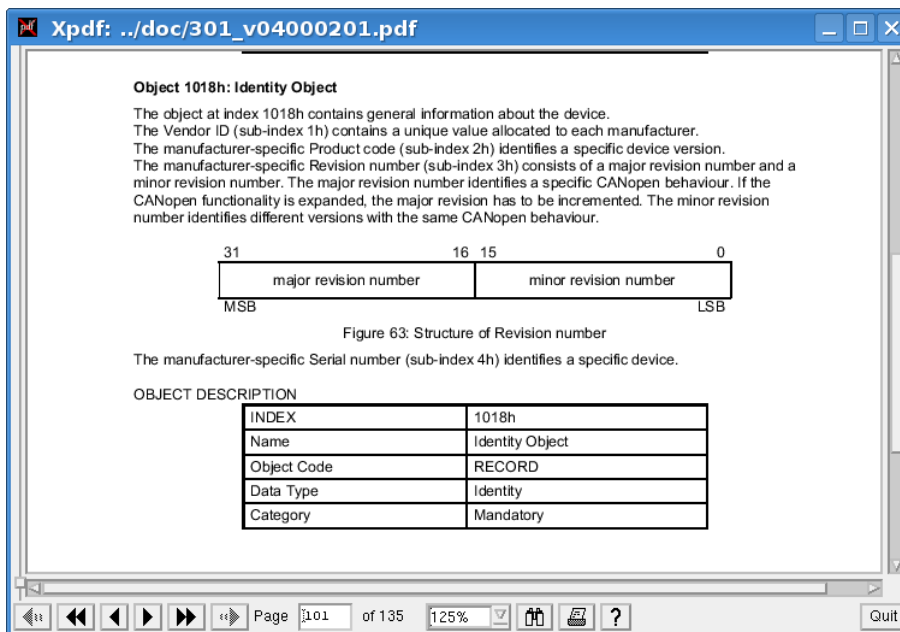 Xpdf: ../doc/301_v04000201.pdf
Object 1018h: Identity Object
The object at index 1018h contains general information about the device.
The Vendor ID (sub-index 1h) contains a unique value allocated to each manufacturer.
The manufacturer-specific Product code (sub-index 2h) identifies a specific device version.
The manufacturer-specific Revision number (sub-index 3h) consists of a major revision number and a
minor revision number. The major revision number identifies a specific CANopen behaviour. If the
CANopen functionality is expanded, the major revision has to be incremented. The minor revision
number identifies different versions with the same CANopen behaviour.
31 16 15 0
major revision number minor revision number
MSB LSB
Figure 63: Structure of Revision number
The manufacturer-specific Serial number (sub-index 4h) identifies a specific device.
OBJECT DESCRIPTION
INDEX 1018h
Name Identity Object
Object Code RECORD
Data Type Identity
Category Mandatory
Page 101 of 135 125% ? Quit